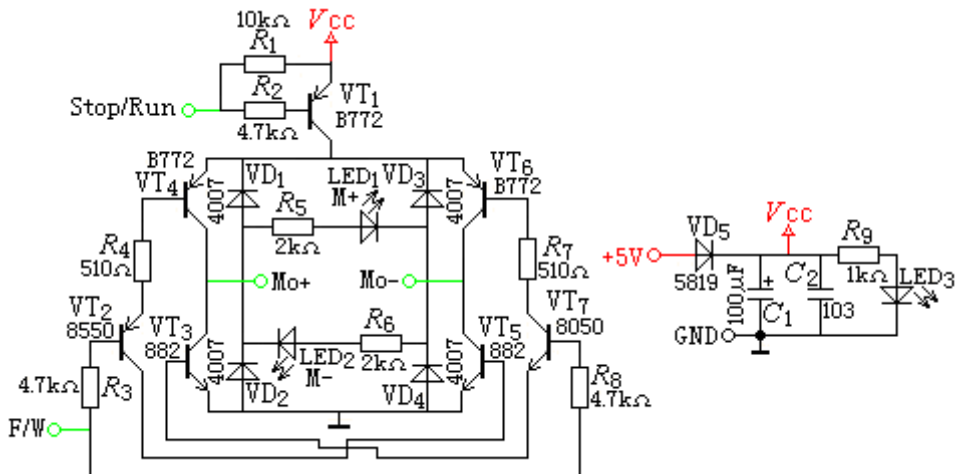 10kΩ
R1
VCC
R2
Stop/Run
VT1
4.7kΩ
B772
B772
VT4
VD1
LED1
M+
VD3
VT6
B772
4007
R5
2kΩ
4007
R4
510Ω
Mo+
Mo-
R7
510Ω
VT2
8550
VT3
882
4007
LED2
M-
R6
2kΩ
4007
VT5
882
VT7
8050
4.7kΩ
R3
VD2
VD4
R8
4.7kΩ
F/W
VD5
VCC
R9
+5V
5819
100μF
+
C1
C2
103
1kΩ
LED3
GND